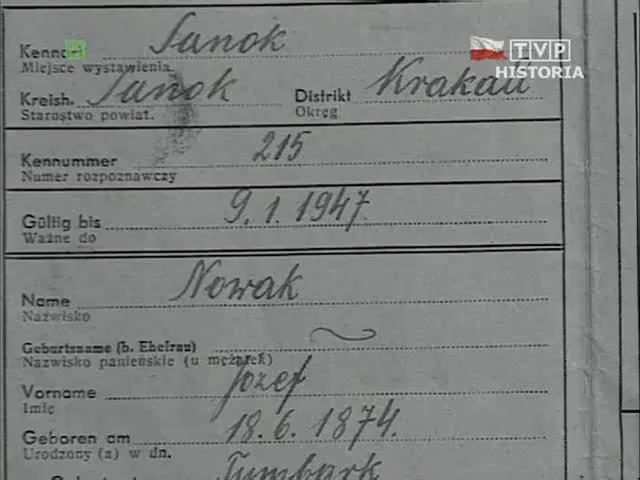 TVP
HISTORIA
Kennort Sanok
Miejsce wystawienia
Kreish. Sanok Distrikt Krakau
Starostwo powiat. Okręg
Kennummer 215
Numer rozpoznawczy
Gültig bis 9. 1. 1947
Ważne do
Name Nowak
Nazwisko
Geburtsname (b. Ehefrau)
Nazwisko panieńskie (u mężatek)
Vorname Józef
Imię
Geboren am 18. 6. 1874.
Urodzony (a) w dn.
Tymbark